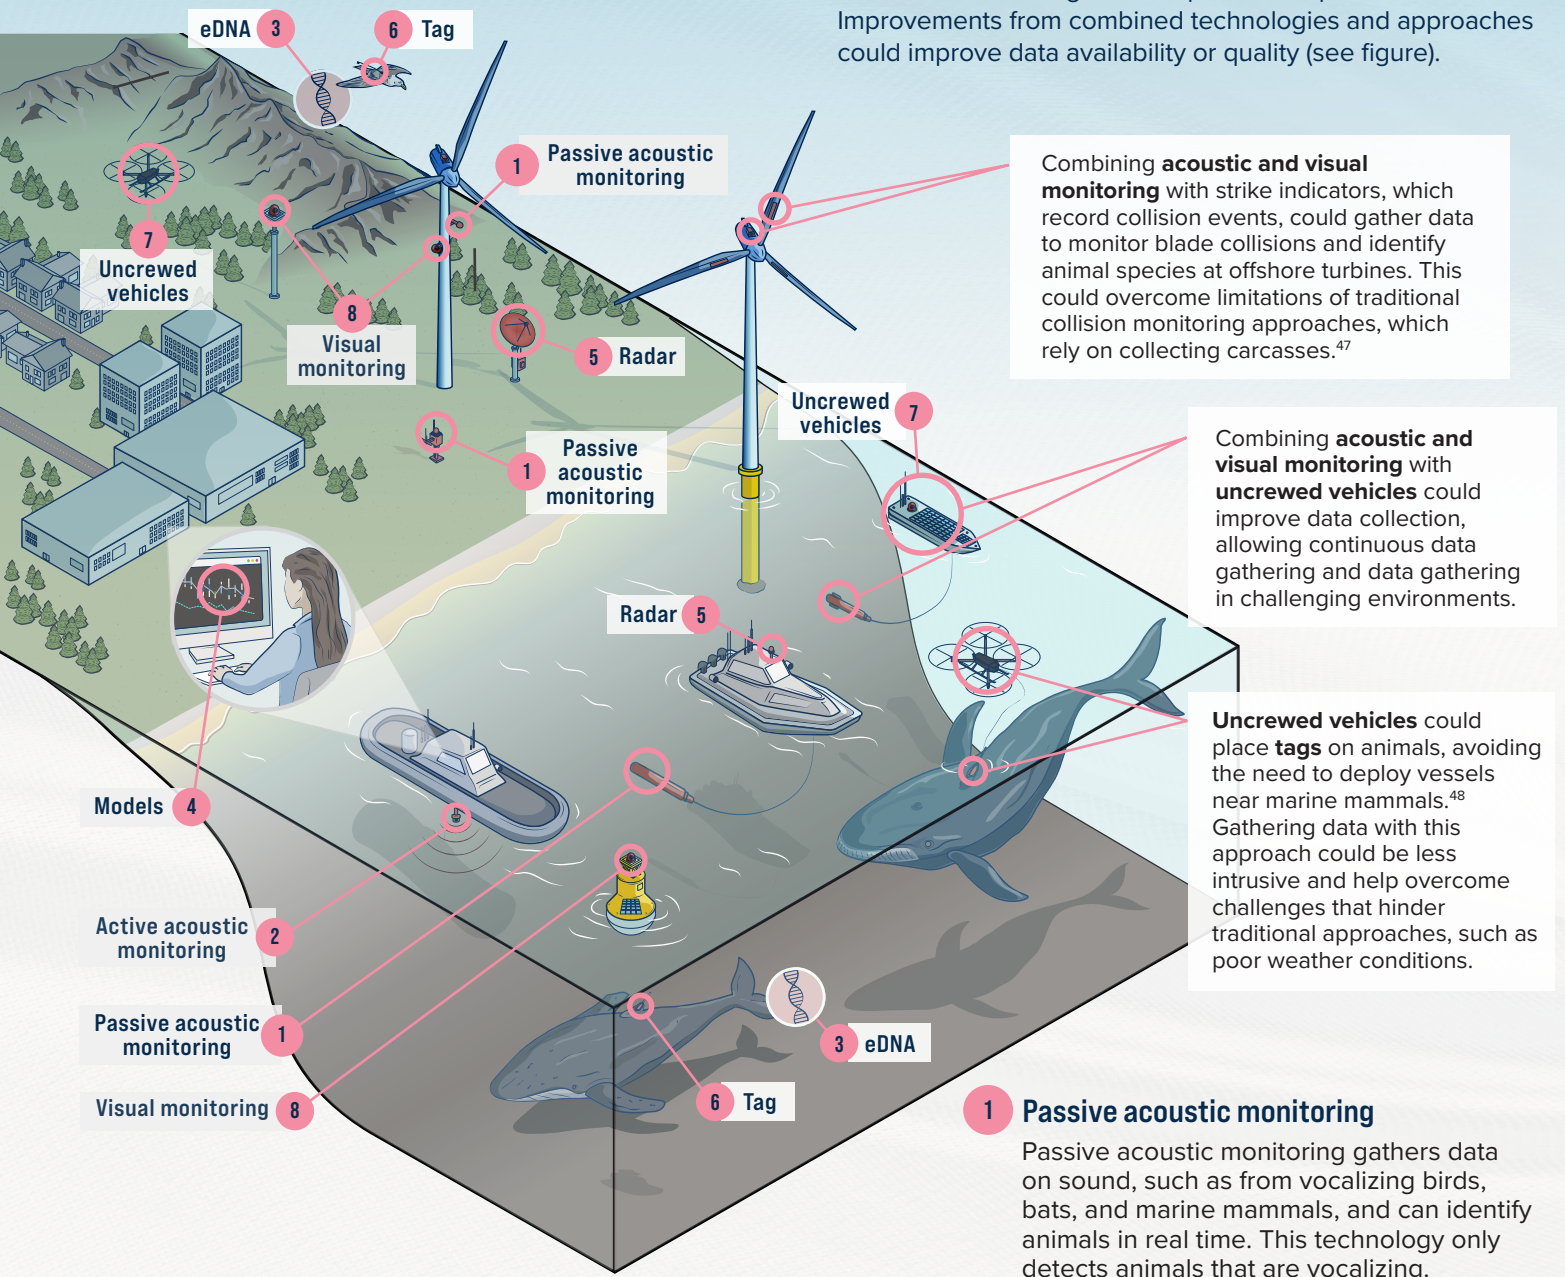 Improvements from combined technologies and approaches
could improve data availability or quality (see figure).
eDNA 3
6 Tag
1 Passive acoustic
monitoring
7
Uncrewed
vehicles
8
Visual
monitoring
5 Radar
1 Passive
acoustic
monitoring
Combining acoustic and visual
monitoring with strike indicators, which
record collision events, could gather data
to monitor blade collisions and identify
animal species at offshore turbines. This
could overcome limitations of traditional
collision monitoring approaches, which
rely on collecting carcasses.47
Uncrewed
vehicles 7
Combining acoustic and
visual monitoring with
uncrewed vehicles could
improve data collection,
allowing continuous data
gathering and data gathering
in challenging environments.
Radar 5
Uncrewed vehicles could
place tags on animals, avoiding
the need to deploy vessels
near marine mammals.48
Gathering data with this
approach could be less
intrusive and help overcome
challenges that hinder
traditional approaches, such as
poor weather conditions.
Models 4
Active acoustic
monitoring 2
Passive acoustic
monitoring 1
Visual monitoring 8
3 eDNA
6 Tag
1 Passive acoustic monitoring
Passive acoustic monitoring gathers data
on sound, such as from vocalizing birds,
bats, and marine mammals, and can identify
animals in real time. This technology only
detects animals that are vocalizing.